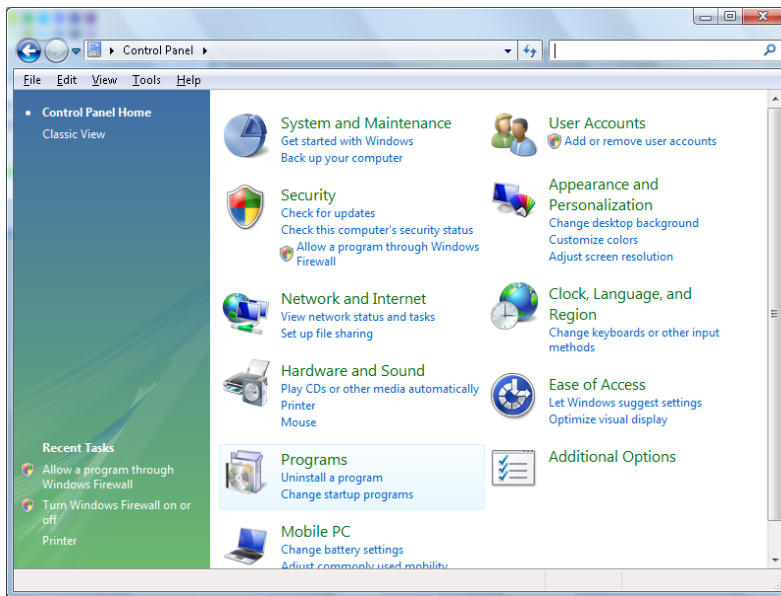 Control Panel
File Edit View Tools Help
Control Panel Home
Classic View
System and Maintenance
Get started with Windows
Back up your computer
Security
Check for updates
Check this computer's security status
Allow a program through Windows
Firewall
Network and Internet
View network status and tasks
Set up file sharing
Hardware and Sound
Play CDs or other media automatically
Printer
Mouse
Programs
Uninstall a program
Change startup programs
Mobile PC
Change battery settings
Adjust commonly used mobility
User Accounts
Add or remove user accounts
Appearance and
Personalization
Change desktop background
Customize colors
Adjust screen resolution
Clock, Language, and
Region
Change keyboards or other input
methods
Ease of Access
Let Windows suggest settings
Optimize visual display
Additional Options
Recent Tasks
Allow a program through
Windows Firewall
Turn Windows Firewall on or
off
Printer